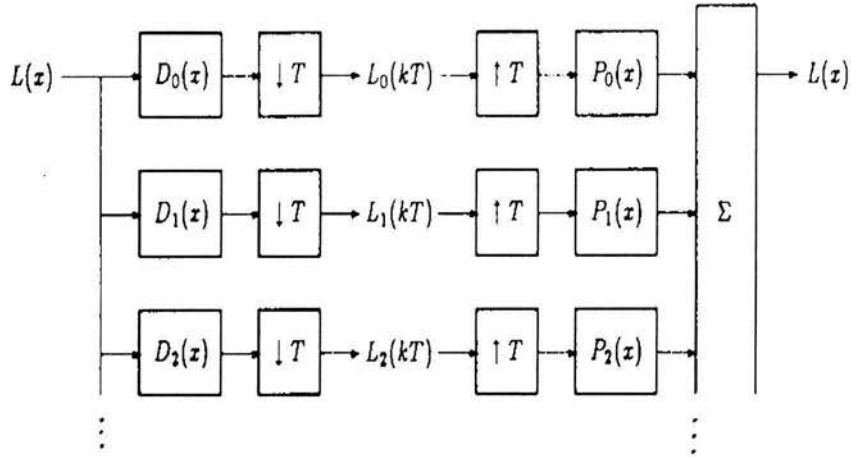 L(x) D₀(x) ↓ T L₀(kT) ↑ T P₀(x) L(x)
D₁(x) ↓ T L₁(kT) ↑ T P₁(x) Σ
D₂(x) ↓ T L₂(kT) ↑ T P₂(x)